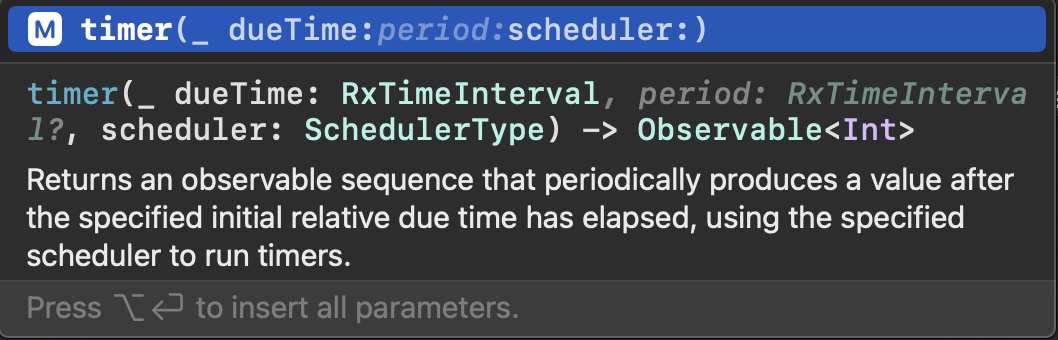 M timer(_ dueTime:period:scheduler:)
timer(_ dueTime: RxTimeInterval, period: RxTimeInterva
l?, scheduler: SchedulerType) -> Observable<Int>
Returns an observable sequence that periodically produces a value after
the specified initial relative due time has elapsed, using the specified
scheduler to run timers.
Press ⌥↩ to insert all parameters.